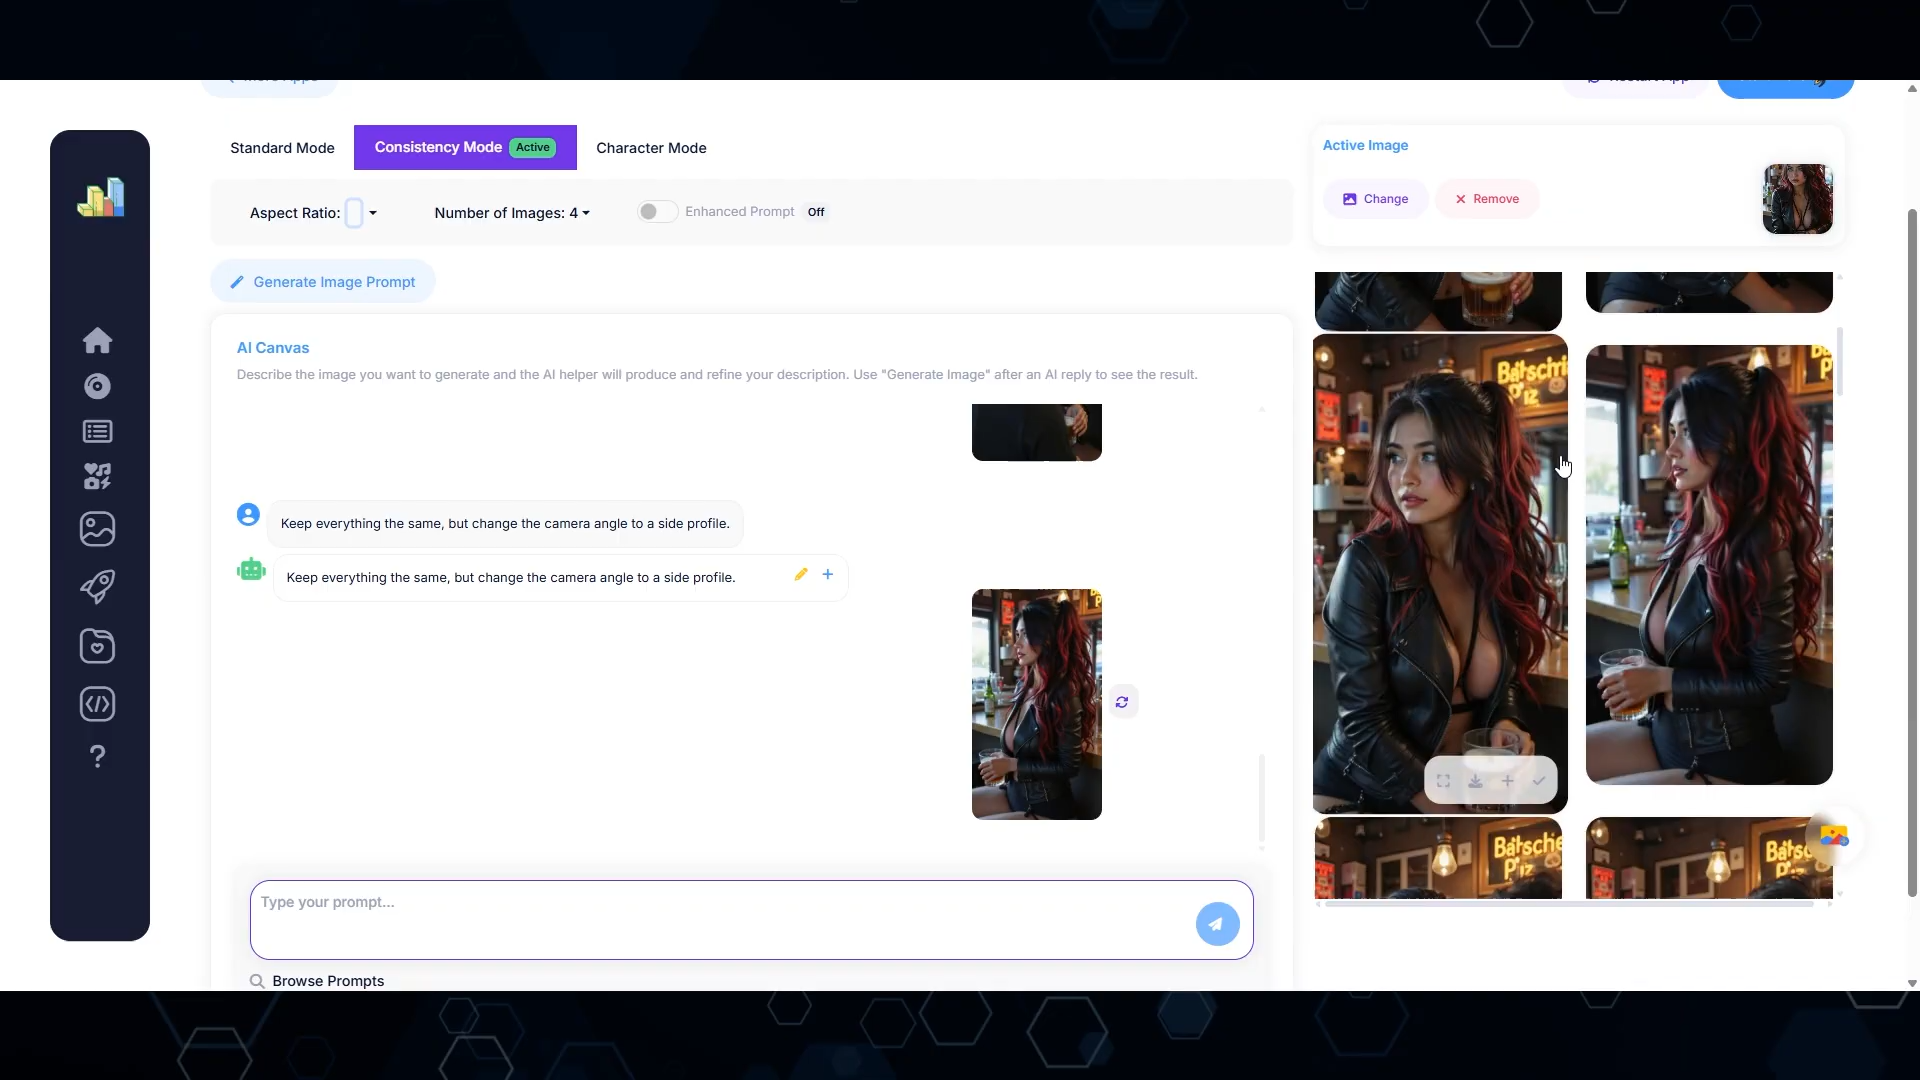 Standard Mode
Consistency Mode Active
Character Mode
Aspect Ratio:
Number of Images: 4
Enhanced Prompt Off
Active Image
Change
Remove
Generate Image Prompt
AI Canvas
Describe the image you want to generate and the AI helper will produce and refine your description. Use "Generate Image" after an AI reply to see the result.
Keep everything the same, but change the camera angle to a side profile.
Keep everything the same, but change the camera angle to a side profile.
Type your prompt...
Browse Prompts